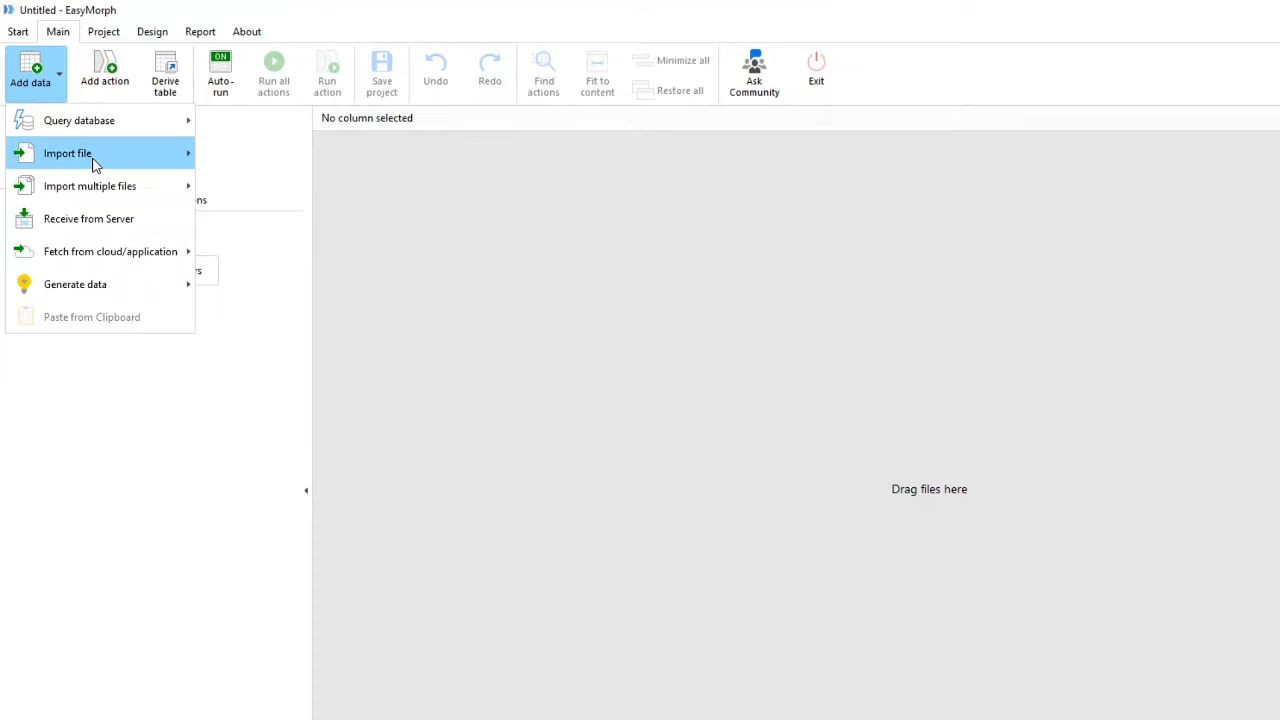 Untitled - EasyMorph
Start Main Project Design Report About
Add data
Add action
Derive table
ON
Auto-run
Run all actions
Run action
Save project
Undo
Redo
Find actions
Fit to content
Minimize all
Restore all
Ask Community
Exit
Query database
Import file
Import multiple files
Receive from Server
Fetch from cloud/application
Generate data
Paste from Clipboard
ns
rs
No column selected
Drag files here